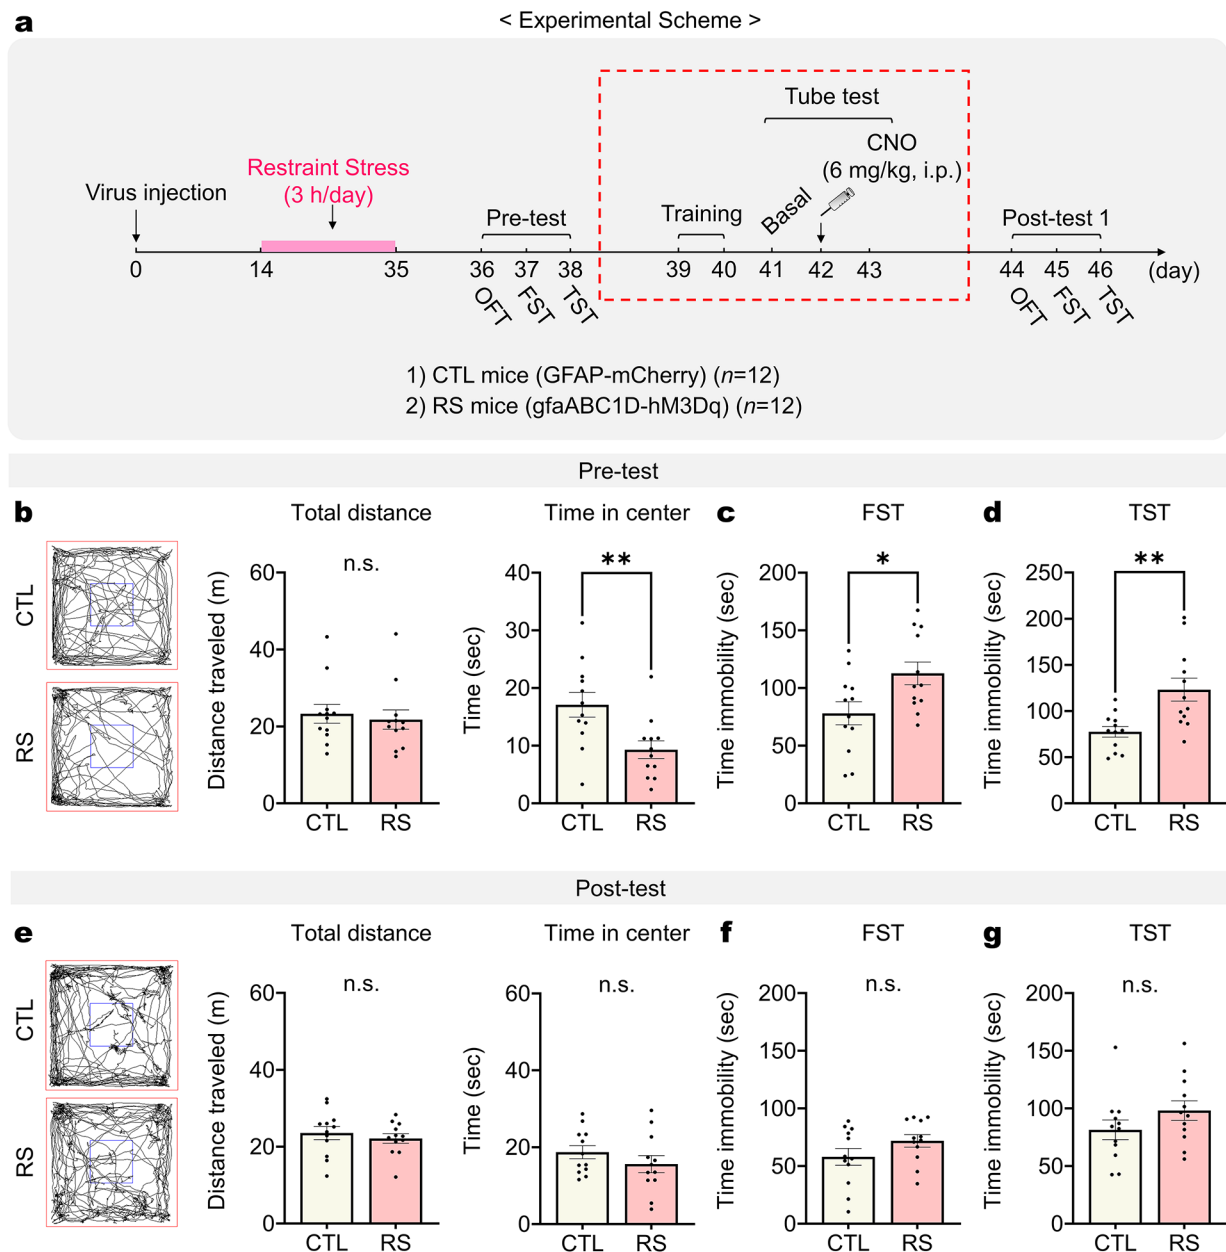 a
< Experimental Scheme >
Tube test
CNO
(6 mg/kg, i.p.)
Restraint Stress
(3 h/day)
Virus injection
Pre-test
Training
Basal
Post-test 1
0 14 35 36 37 38 39 40 41 42 43 44 45 46 (day)
OFT FST TST OFT FST TST
1) CTL mice (GFAP-mCherry) (n=12)
2) RS mice (gfaABC1D-hM3Dq) (n=12)
Pre-test
b
CTL
RS
Total distance
n.s.
Distance traveled (m)
60
40
20
0
CTL RS
Time in center
**
Time (sec)
40
30
20
10
0
CTL RS
c
FST
*
Time immobility (sec)
200
150
100
50
0
CTL RS
d
TST
**
Time immobility (sec)
250
200
150
100
50
0
CTL RS
Post-test
e
CTL
RS
Total distance
n.s.
Distance traveled (m)
60
40
20
0
CTL RS
Time in center
n.s.
Time (sec)
60
40
20
0
CTL RS
f
FST
n.s.
Time immobility (sec)
200
150
100
50
0
CTL RS
g
TST
n.s.
Time immobility (sec)
200
150
100
50
0
CTL RS